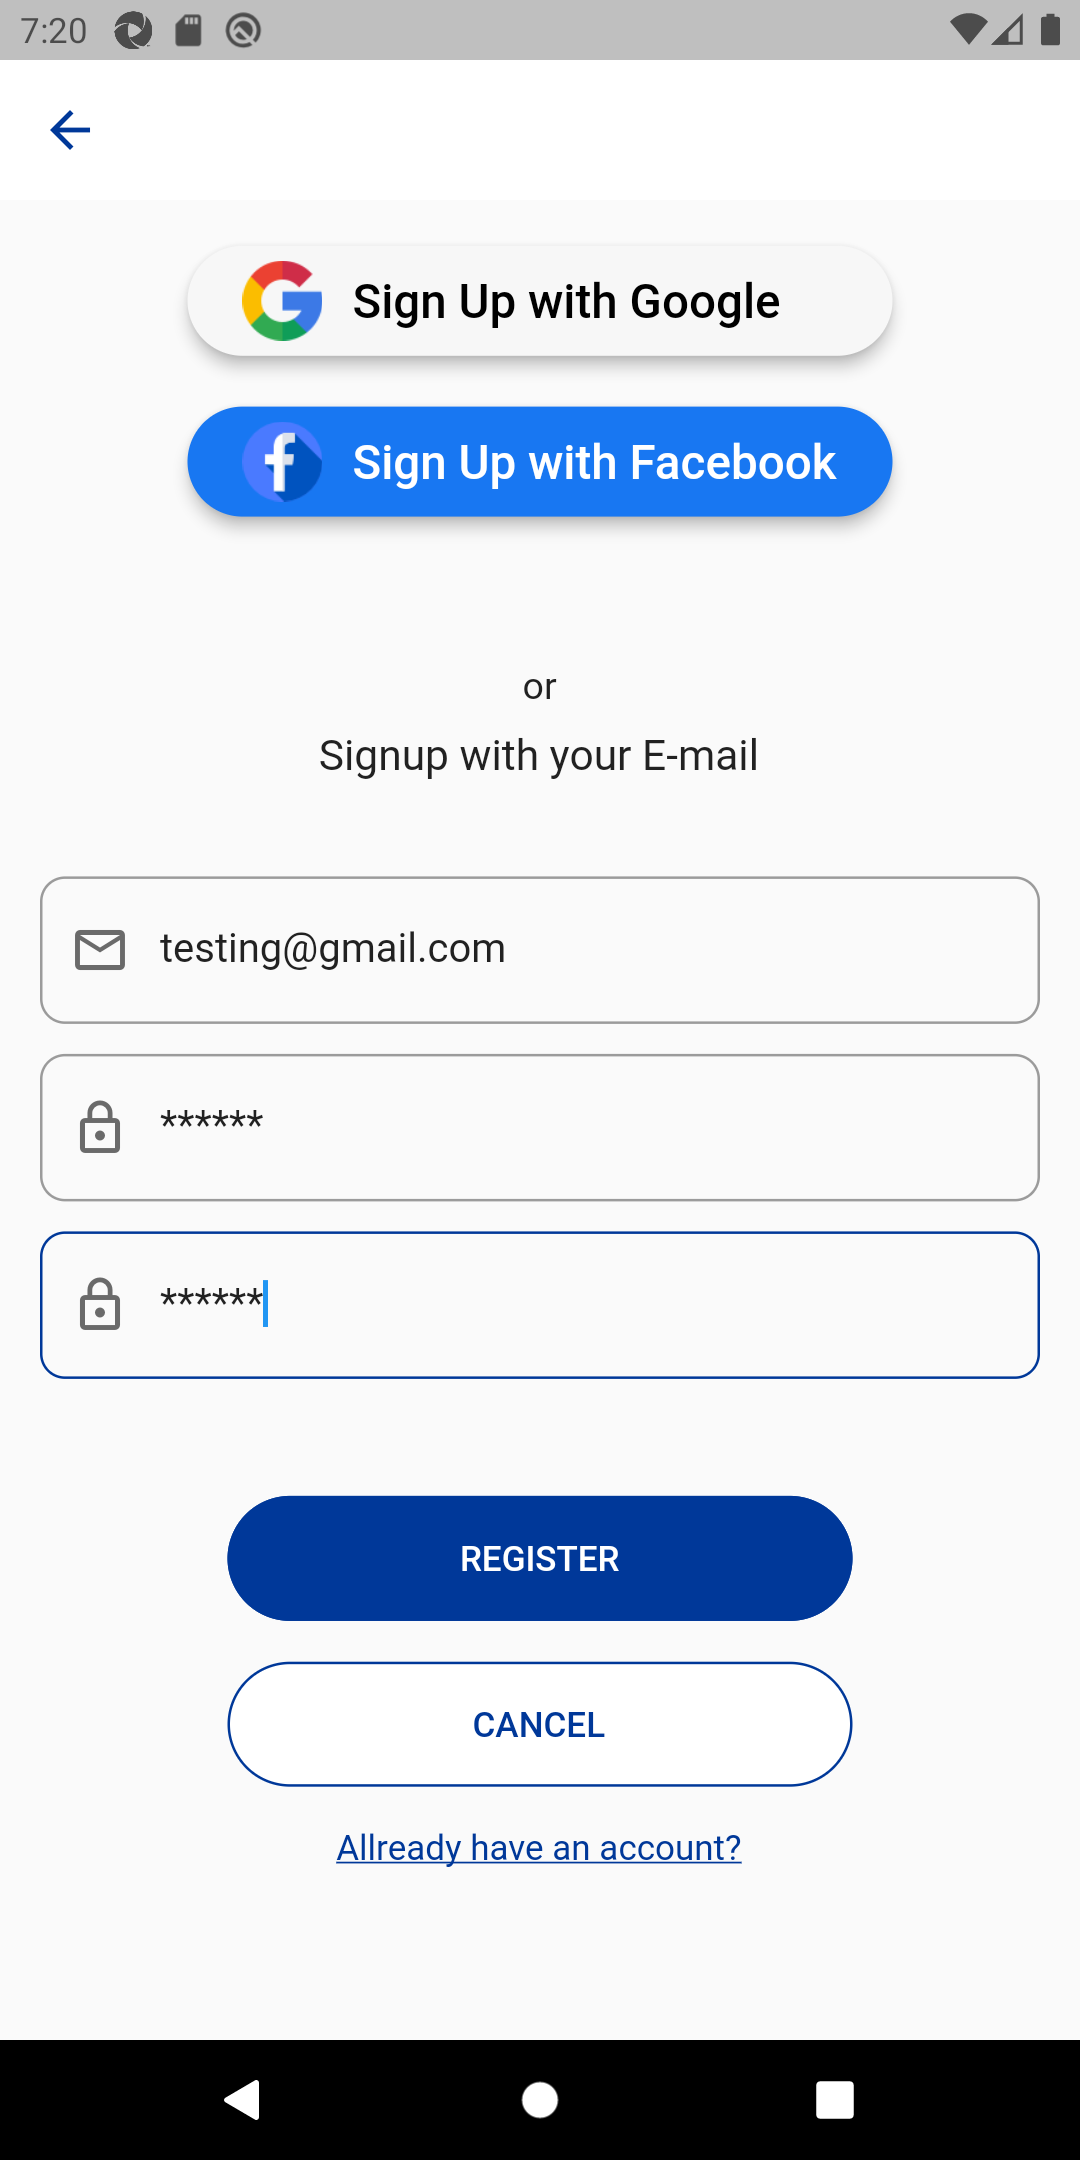 7:20
Sign Up with Google
Sign Up with Facebook
or
Signup with your E-mail
testing@gmail.com
******
******
REGISTER
CANCEL
Allready have an account?